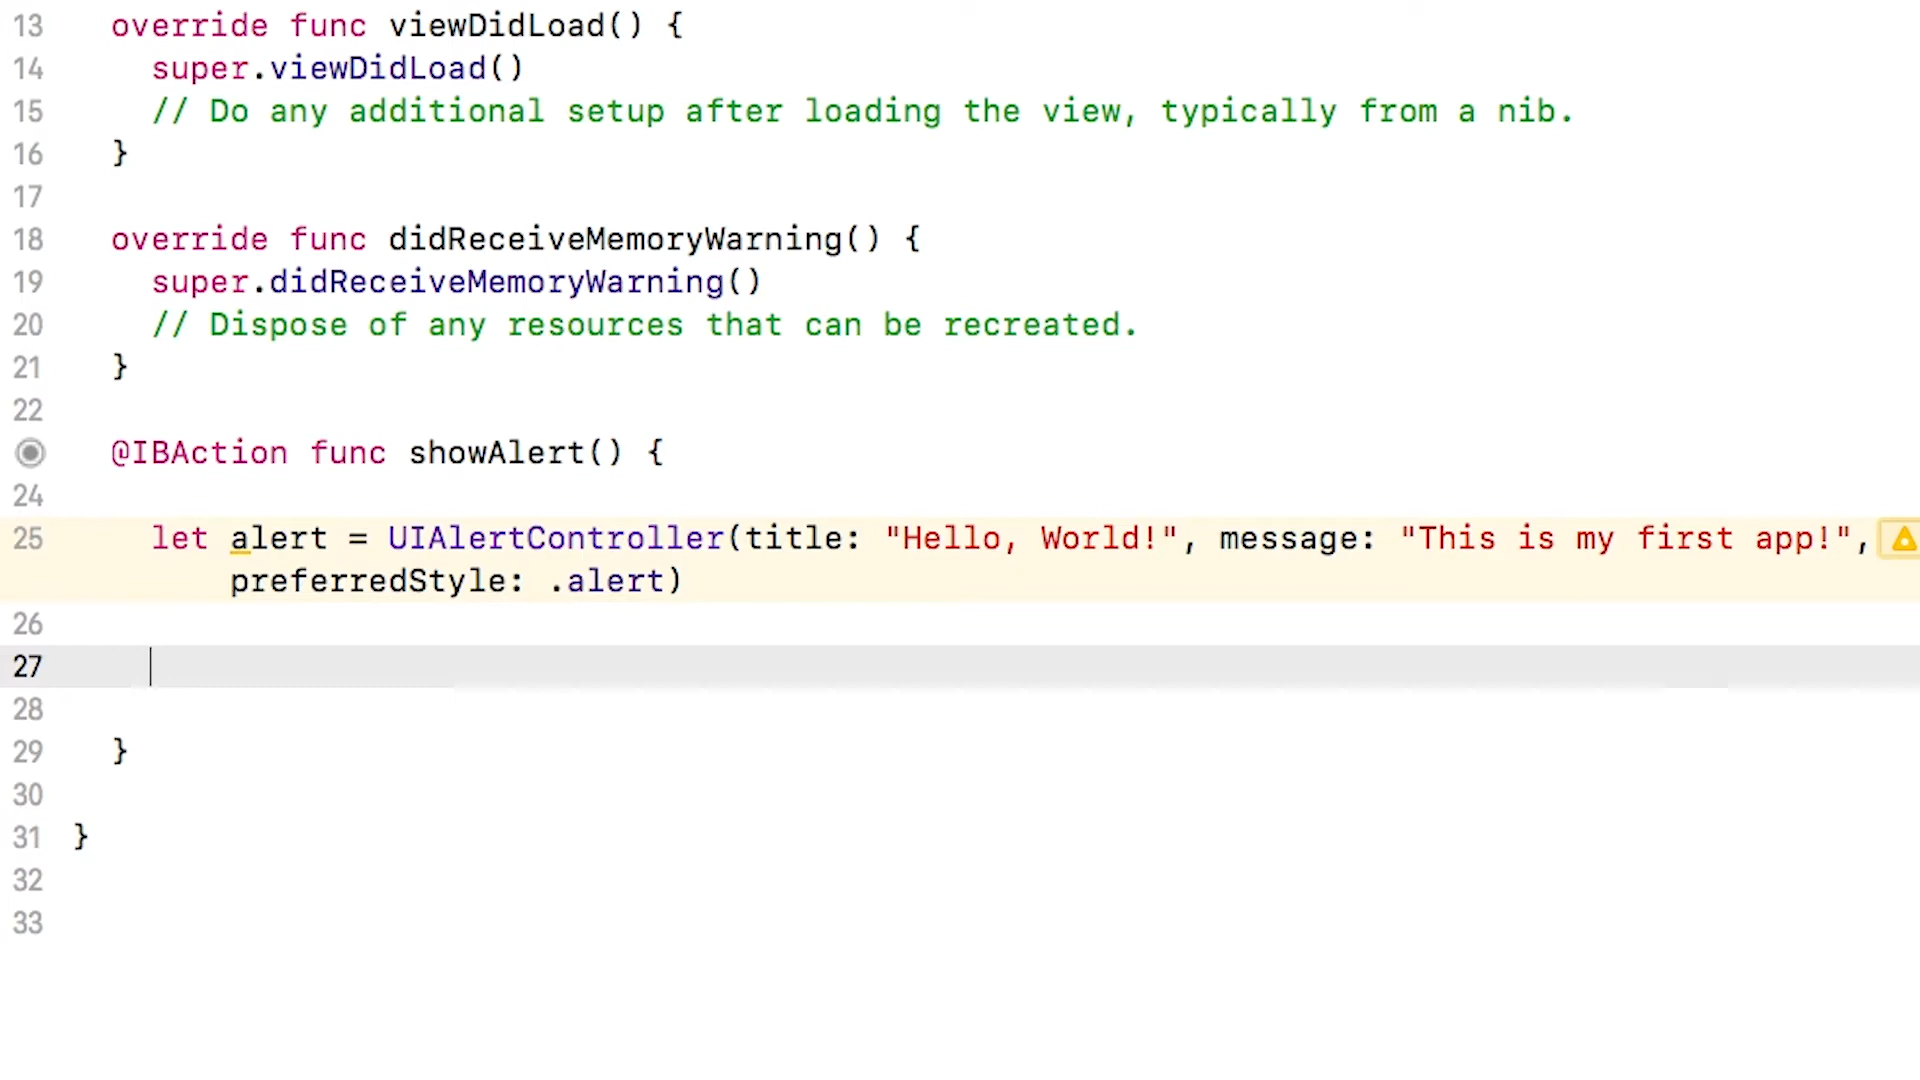 13 override func viewDidLoad() {
14 super.viewDidLoad()
15 // Do any additional setup after loading the view, typically from a nib.
16 }
17
18 override func didReceiveMemoryWarning() {
19 super.didReceiveMemoryWarning()
20 // Dispose of any resources that can be recreated.
21 }
22
@IBAction func showAlert() {
24
25 let alert = UIAlertController(title: "Hello, World!", message: "This is my first app!",
preferredStyle: .alert)
26
27
28
29 }
30
31 }
32
33